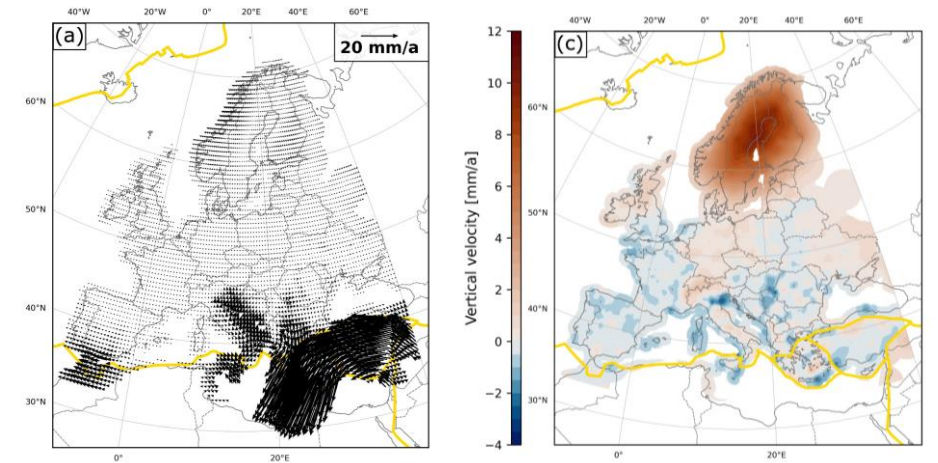 40°W 20°W 0° 20°E 40°E 60°E
(a)
20 mm/a
60°N
50°N
40°N
30°N
0° 20°E
12
10
8
6
4
2
0
−2
−4
Vertical velocity [mm/a]
40°W 20°W 0° 20°E 40°E 60°E
(c)
60°N
50°N
40°N
30°N
0° 20°E